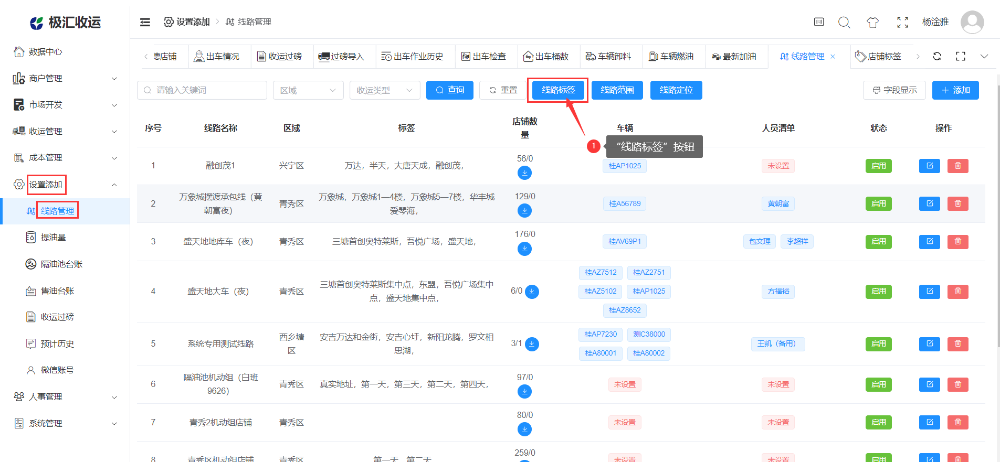 极汇收运
设置添加 > 线路管理
杨淦雅
数据中心
商户管理
市场开发
收运管理
成本管理
设置添加
线路管理
提油量
隔油池台账
售油台账
收运过磅
预计历史
微信账号
人事管理
系统管理
店铺 出车情况 收运过磅 过磅导入 出车作业历史 出车检查 出车桶数 车辆卸料 车辆燃油 最新加油 线路管理 × 店铺标签
请输入关键词 区域 收运类型 查询 重置 线路标签 线路范围 线路定位 字段显示 + 添加
1 “线路标签”按钮
序号 线路名称 区域 标签 店铺数量 车辆 人员清单 状态 操作
1 融创茂1 兴宁区 万达，半天，大唐天成，融创茂， 56/0 桂AP1025 未设置 启用
2 万象城摆渡承包线（黄朝富夜） 青秀区 万象城，万象城1—4楼，万象城5—7楼，华丰城爱琴海， 129/0 桂A56789 黄朝富 启用
3 盛天地地库车（夜） 青秀区 三塘首创奥特莱斯，吾悦广场，盛天地， 176/0 桂AV69P1 包文理 李超祥 启用
4 盛天地大车（夜） 青秀区 三塘首创奥特莱斯集中点，东盟，吾悦广场集中点，盛天地集中点， 6/0 桂AZ7512 桂AZ2751 桂AZ5102 桂AP1025 桂AZ8652 方福裕 启用
5 系统专用测试线路 西乡塘区 安吉万达和金街，安吉心圩，新阳龙腾，罗文相思湖， 3/1 桂AP7230 测C38000 桂A80001 桂A80002 王凯（备用） 启用
6 隔油池机动组（白班9626） 青秀区 真实地址，第一天，第三天，第二天，第四天， 97/0 未设置 未设置 启用
7 青秀2机动组店铺 青秀区 80/0 未设置 未设置 启用
8 青秀区机动组店铺 青秀区 第一天，第二天 259/0 未设置 未设置 启用